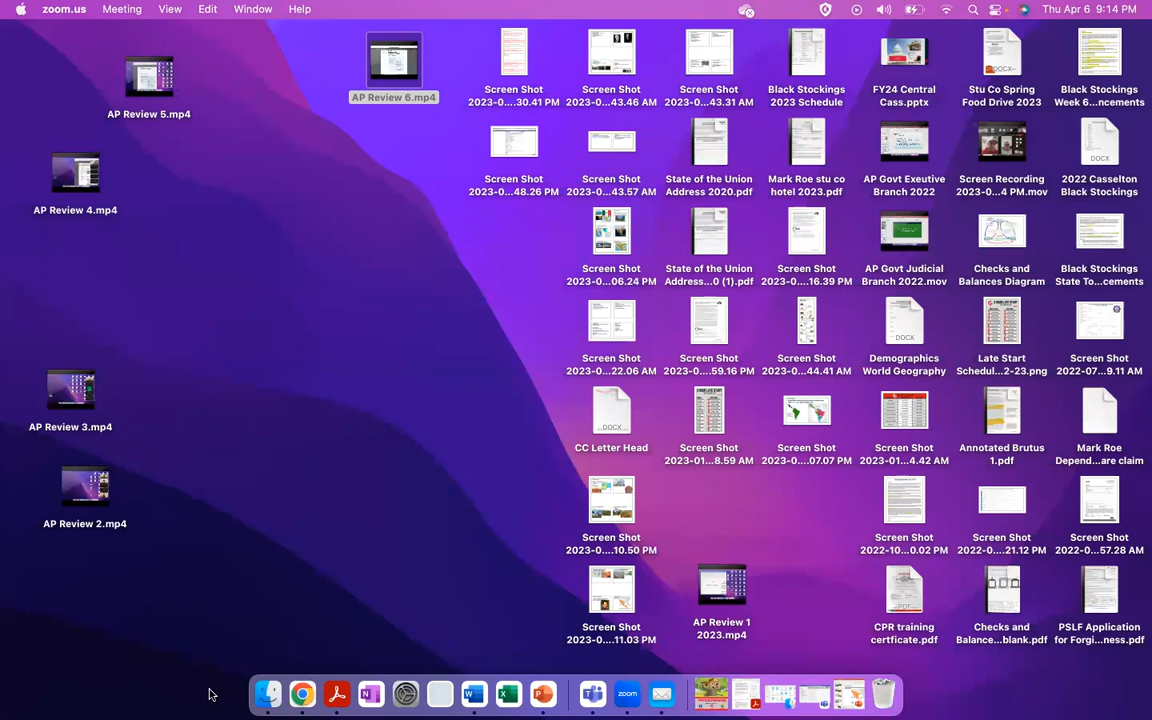 zoom.us Meeting View Edit Window Help Thu Apr 6 9:14 PM
AP Review 5.mp4
AP Review 4.mp4
AP Review 3.mp4
AP Review 2.mp4
AP Review 6.mp4
Screen Shot
2023-0....30.41 PM
Screen Shot
2023-0....43.46 AM
Screen Shot
2023-0....43.31 AM
Black Stockings
2023 Schedule
FY24 Central
Cass.pptx
Stu Co Spring
Food Drive 2023
Black Stockings
Week 6...ncements
Screen Shot
2023-0...48.26 PM
Screen Shot
2023-0....43.57 AM
State of the Union
Address 2020.pdf
Mark Roe stu co
hotel 2023.pdf
AP Govt Exeutive
Branch 2022
Screen Recording
2023-0...4 PM.mov
2022 Casselton
Black Stockings
Screen Shot
2023-0....06.24 PM
State of the Union
Address...0 (1).pdf
Screen Shot
2023-0...16.39 PM
AP Govt Judicial
Branch 2022.mov
Checks and
Balances Diagram
Black Stockings
State To...cements
Screen Shot
2023-0....22.06 AM
Screen Shot
2023-0....59.16 PM
Screen Shot
2023-0...44.41 AM
Demographics
World Geography
Late Start
Schedul...2-23.png
Screen Shot
2022-07...9.11 AM
CC Letter Head
Screen Shot
2023-01...8.59 AM
Screen Shot
2023-0...07.07 PM
Screen Shot
2023-01...4.42 AM
Annotated Brutus
1.pdf
Mark Roe
Depend...are claim
Screen Shot
2023-0....10.50 PM
Screen Shot
2022-10...0.02 PM
Screen Shot
2022-0....21.12 PM
Screen Shot
2022-0...57.28 AM
Screen Shot
2023-0....11.03 PM
AP Review 1
2023.mp4
CPR training
certficate.pdf
Checks and
Balance...blank.pdf
PSLF Application
for Forgi...ness.pdf
DOCX
DOCX
DOCX
DOCX
PDF
zoom